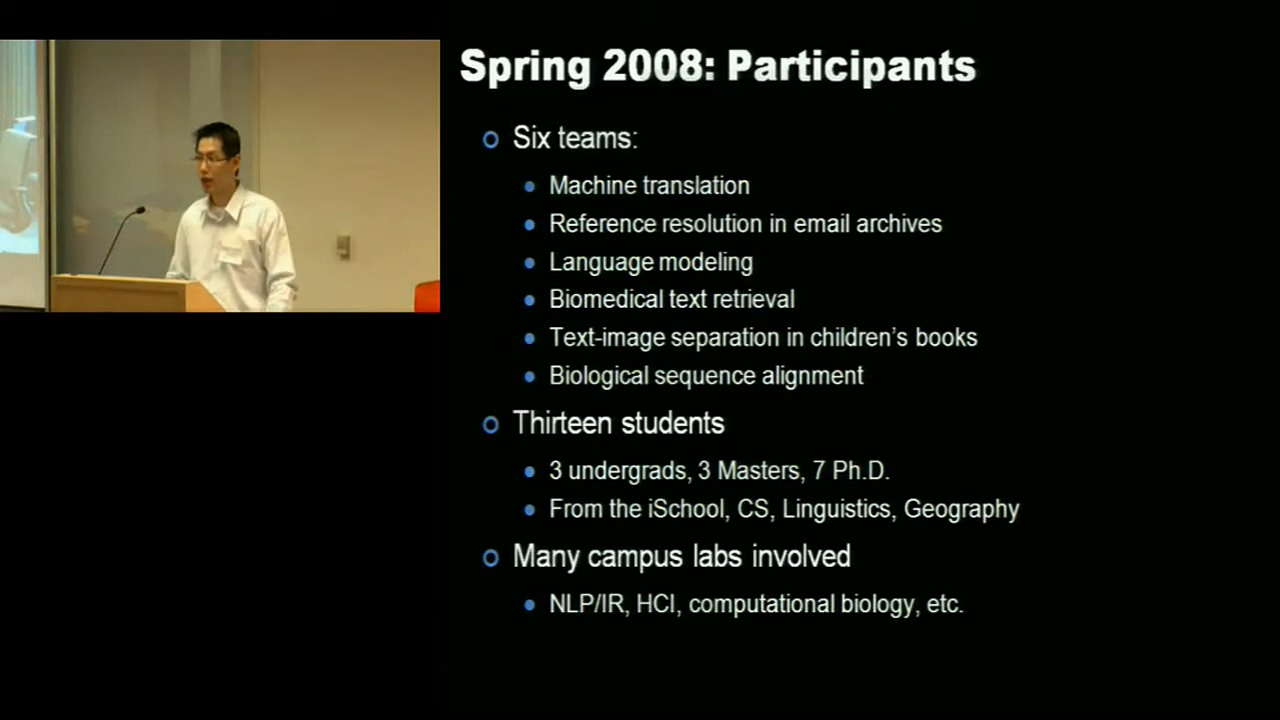 Spring 2008: Participants
Six teams:
Machine translation
Reference resolution in email archives
Language modeling
Biomedical text retrieval
Text-image separation in children's books
Biological sequence alignment
Thirteen students
3 undergrads, 3 Masters, 7 Ph.D.
From the iSchool, CS, Linguistics, Geography
Many campus labs involved
NLP/IR, HCI, computational biology, etc.